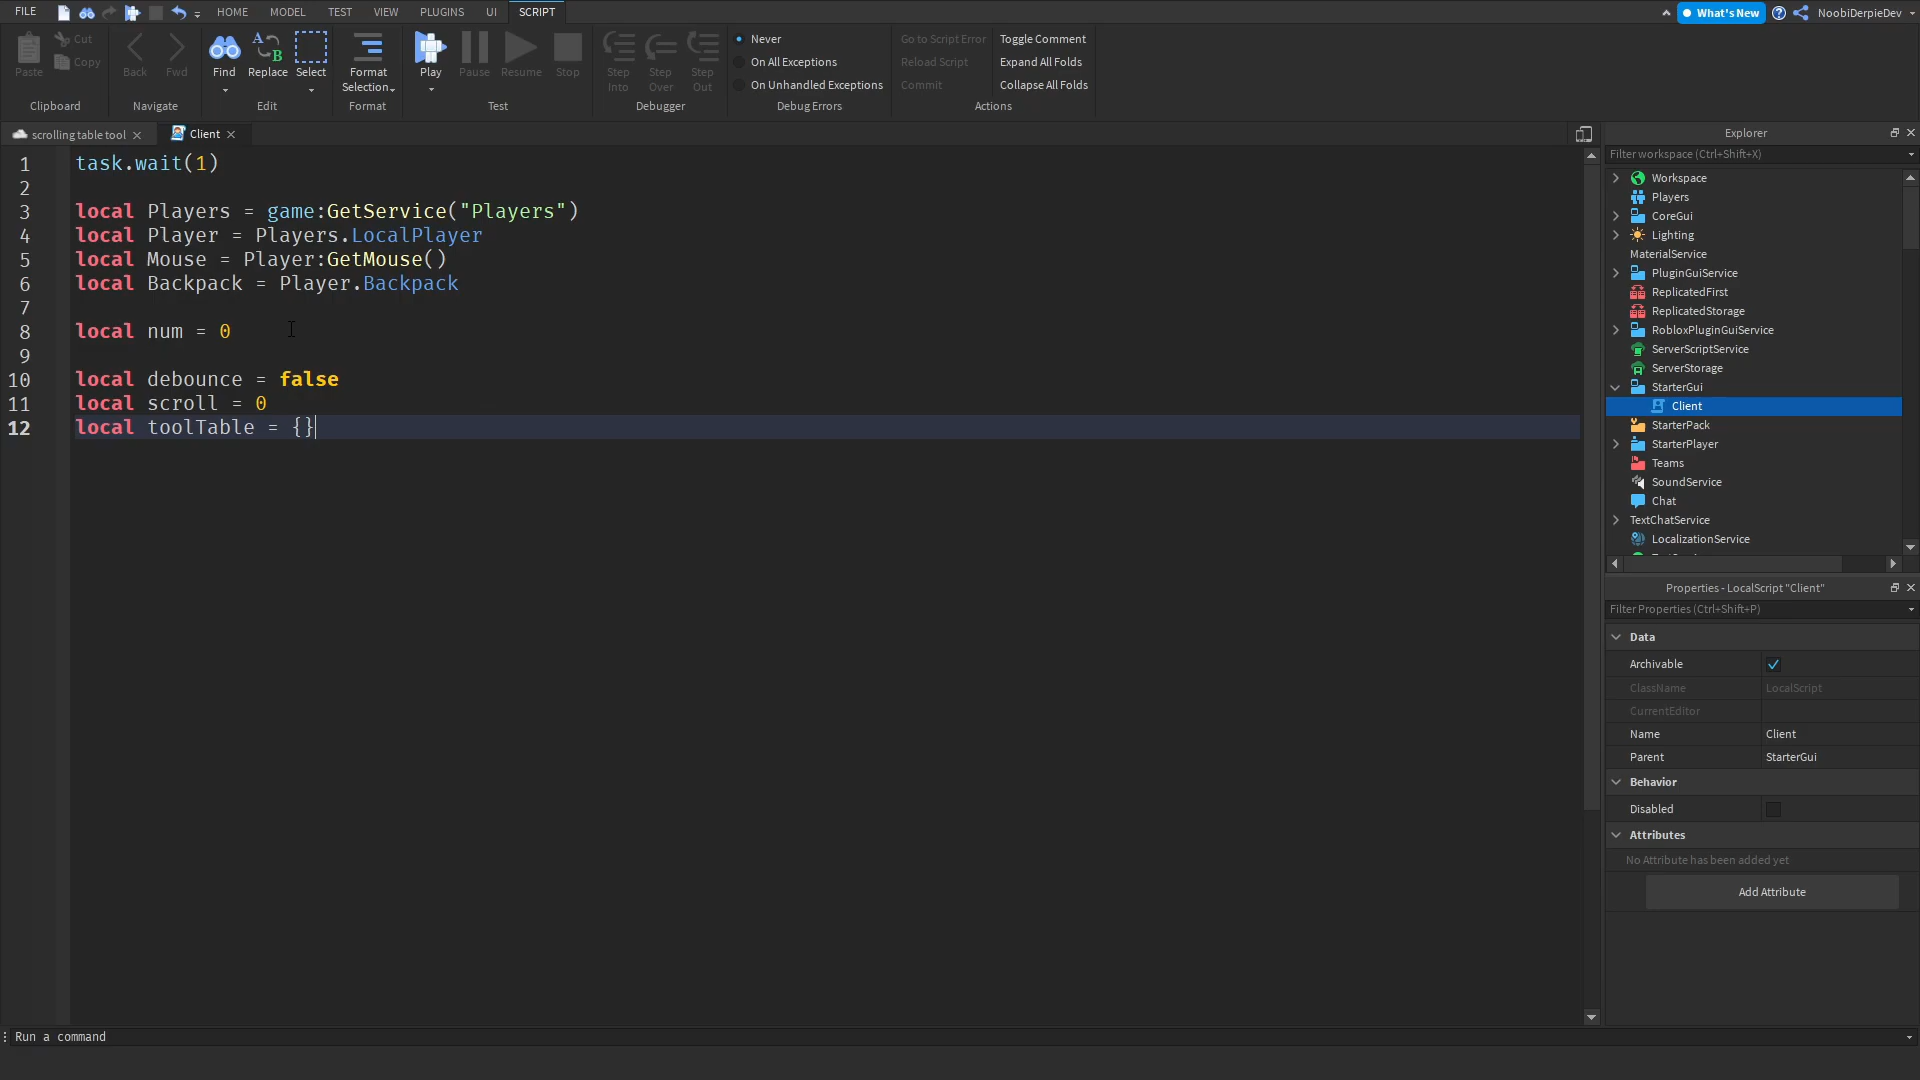 FILE HOME MODEL TEST VIEW PLUGINS UI SCRIPT What's New NoobiDerpieDev
Paste Cut Copy Clipboard
Back Fwd Navigate
Find Replace Select Edit
Format Selection Format
Play Pause Resume Stop Test
Step Into Step Over Step Out Debugger
Never
On All Exceptions
On Unhandled Exceptions
Debug Errors
Go to Script Error Toggle Comment
Reload Script Expand All Folds
Commit Collapse All Folds
Actions
scrolling table tool Client
1 task.wait(1)
2
3 local Players = game:GetService("Players")
4 local Player = Players.LocalPlayer
5 local Mouse = Player:GetMouse()
6 local Backpack = Player.Backpack
7
8 local num = 0
9
10 local debounce = false
11 local scroll = 0
12 local toolTable = {}
Explorer
Filter workspace (Ctrl+Shift+X)
Workspace
Players
CoreGui
Lighting
MaterialService
PluginGuiService
ReplicatedFirst
ReplicatedStorage
RobloxPluginGuiService
ServerScriptService
ServerStorage
StarterGui
Client
StarterPack
StarterPlayer
Teams
SoundService
Chat
TextChatService
LocalizationService
Properties - LocalScript "Client"
Filter Properties (Ctrl+Shift+P)
Data
Archivable
ClassName LocalScript
CurrentEditor
Name Client
Parent StarterGui
Behavior
Disabled
Attributes
No Attribute has been added yet
Add Attribute
Run a command